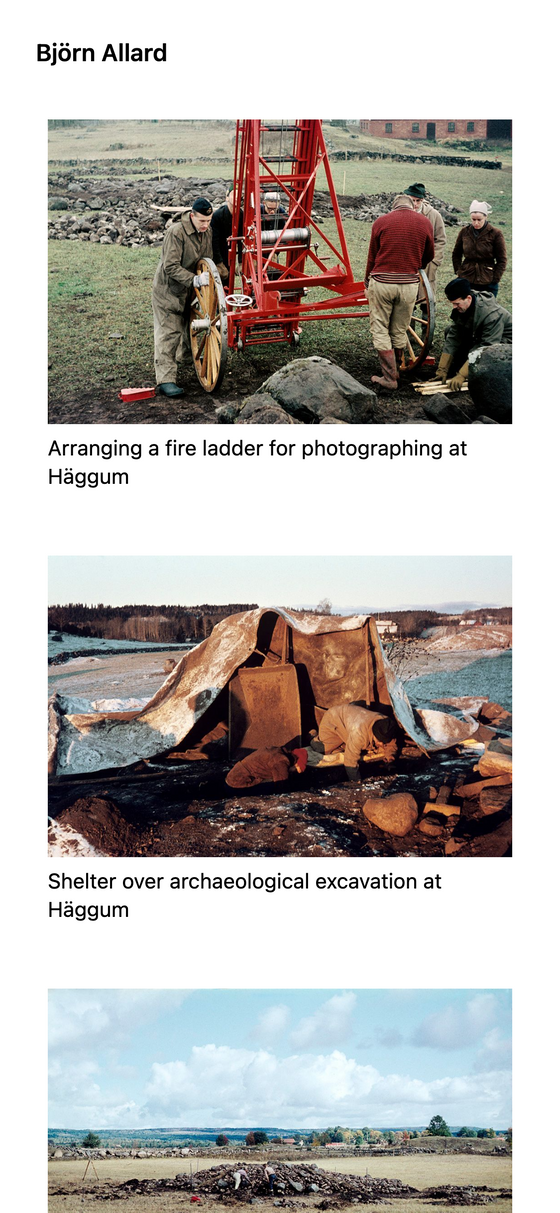 Björn Allard
Arranging a fire ladder for photographing at
Häggum
Shelter over archaeological excavation at
Häggum